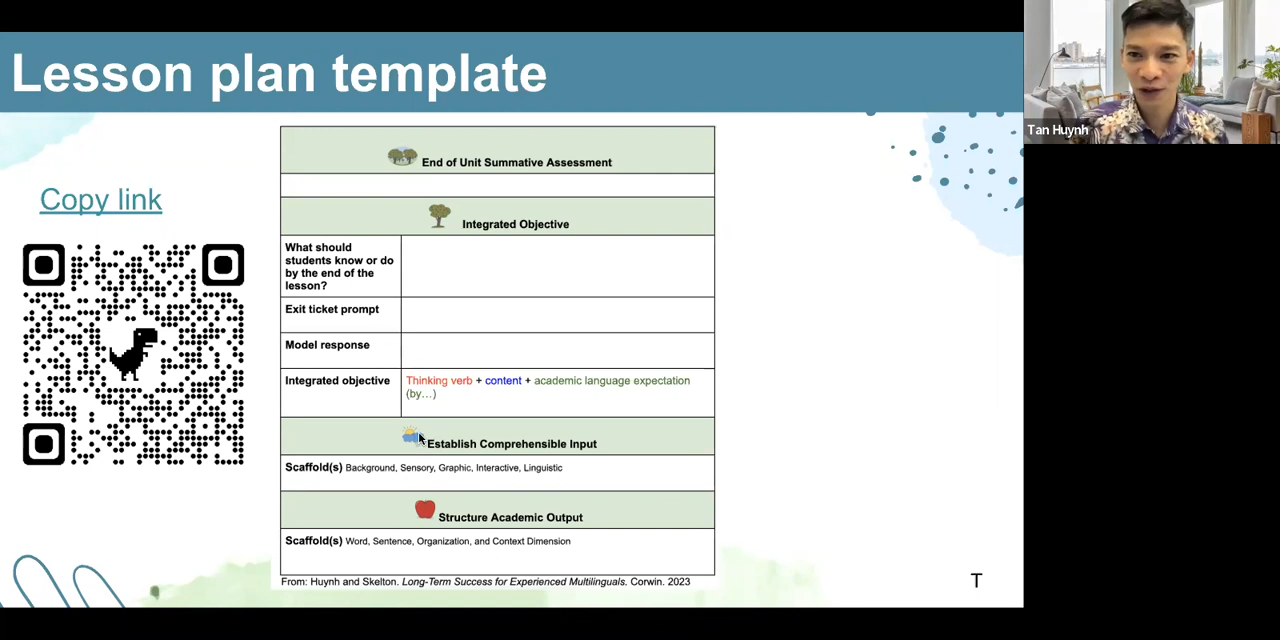 Lesson plan template
Tan Huynh
Copy link
End of Unit Summative Assessment
Integrated Objective
What should
students know or do
by the end of the
lesson?
Exit ticket prompt
Model response
Integrated objective
Thinking verb + content + academic language expectation
(by…)
Establish Comprehensible Input
Scaffold(s) Background, Sensory, Graphic, Interactive, Linguistic
Structure Academic Output
Scaffold(s) Word, Sentence, Organization, and Context Dimension
From: Huynh and Skelton. Long-Term Success for Experienced Multilinguals. Corwin. 2023
T